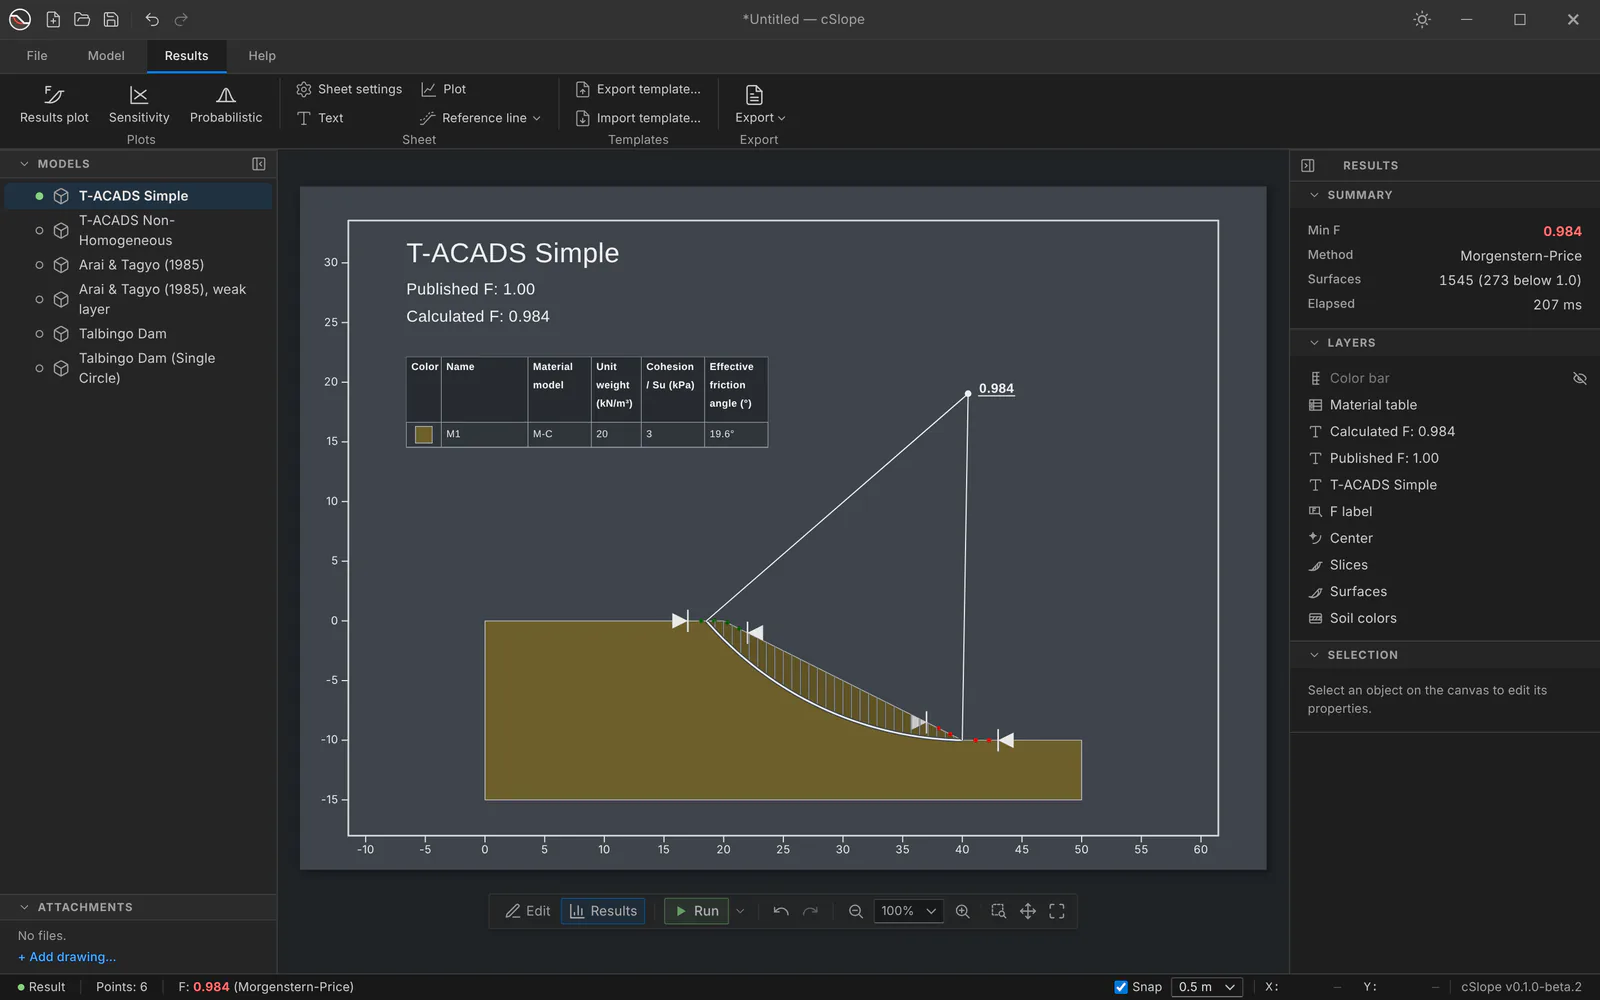 *Untitled — cSlope
File
Model
Results
Help
Results plot
Sensitivity
Probabilistic
Plots
Sheet settings
Plot
Text
Reference line
Sheet
Export template...
Import template...
Templates
Export
Export
MODELS
T-ACADS Simple
T-ACADS Non-
Homogeneous
Arai & Tagyo (1985)
Arai & Tagyo (1985), weak
layer
Talbingo Dam
Talbingo Dam (Single
Circle)
ATTACHMENTS
No files.
+ Add drawing...
T-ACADS Simple
Published F: 1.00
Calculated F: 0.984
Color
Name
Material
model
Unit
weight
(kN/m³)
Cohesion
/ Su (kPa)
Effective
friction
angle (°)
M1
M-C
20
3
19.6°
0.984
30
25
20
15
10
5
0
-5
-10
-15
-10
-5
0
5
10
15
20
25
30
35
40
45
50
55
60
Edit
Results
Run
100%
RESULTS
SUMMARY
Min F
0.984
Method
Morgenstern-Price
Surfaces
1545 (273 below 1.0)
Elapsed
207 ms
LAYERS
Color bar
Material table
Calculated F: 0.984
Published F: 1.00
T-ACADS Simple
F label
Center
Slices
Surfaces
Soil colors
SELECTION
Select an object on the canvas to edit its
properties.
Result
Points: 6
F: 0.984 (Morgenstern-Price)
Snap
0.5 m
X:
–
Y:
–
cSlope v0.1.0-beta.2